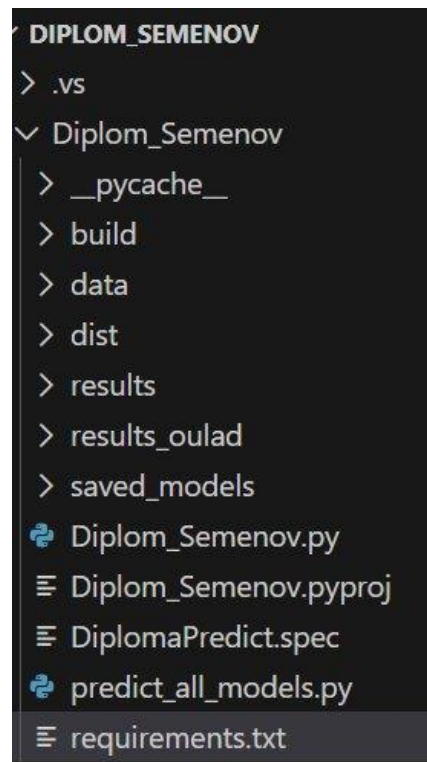 DIPLOM_SEMENOV
.vs
Diplom_Semenov
__pycache__
build
data
dist
results
results_oulad
saved_models
Diplom_Semenov.py
Diplom_Semenov.pyproj
DiplomaPredict.spec
predict_all_models.py
requirements.txt